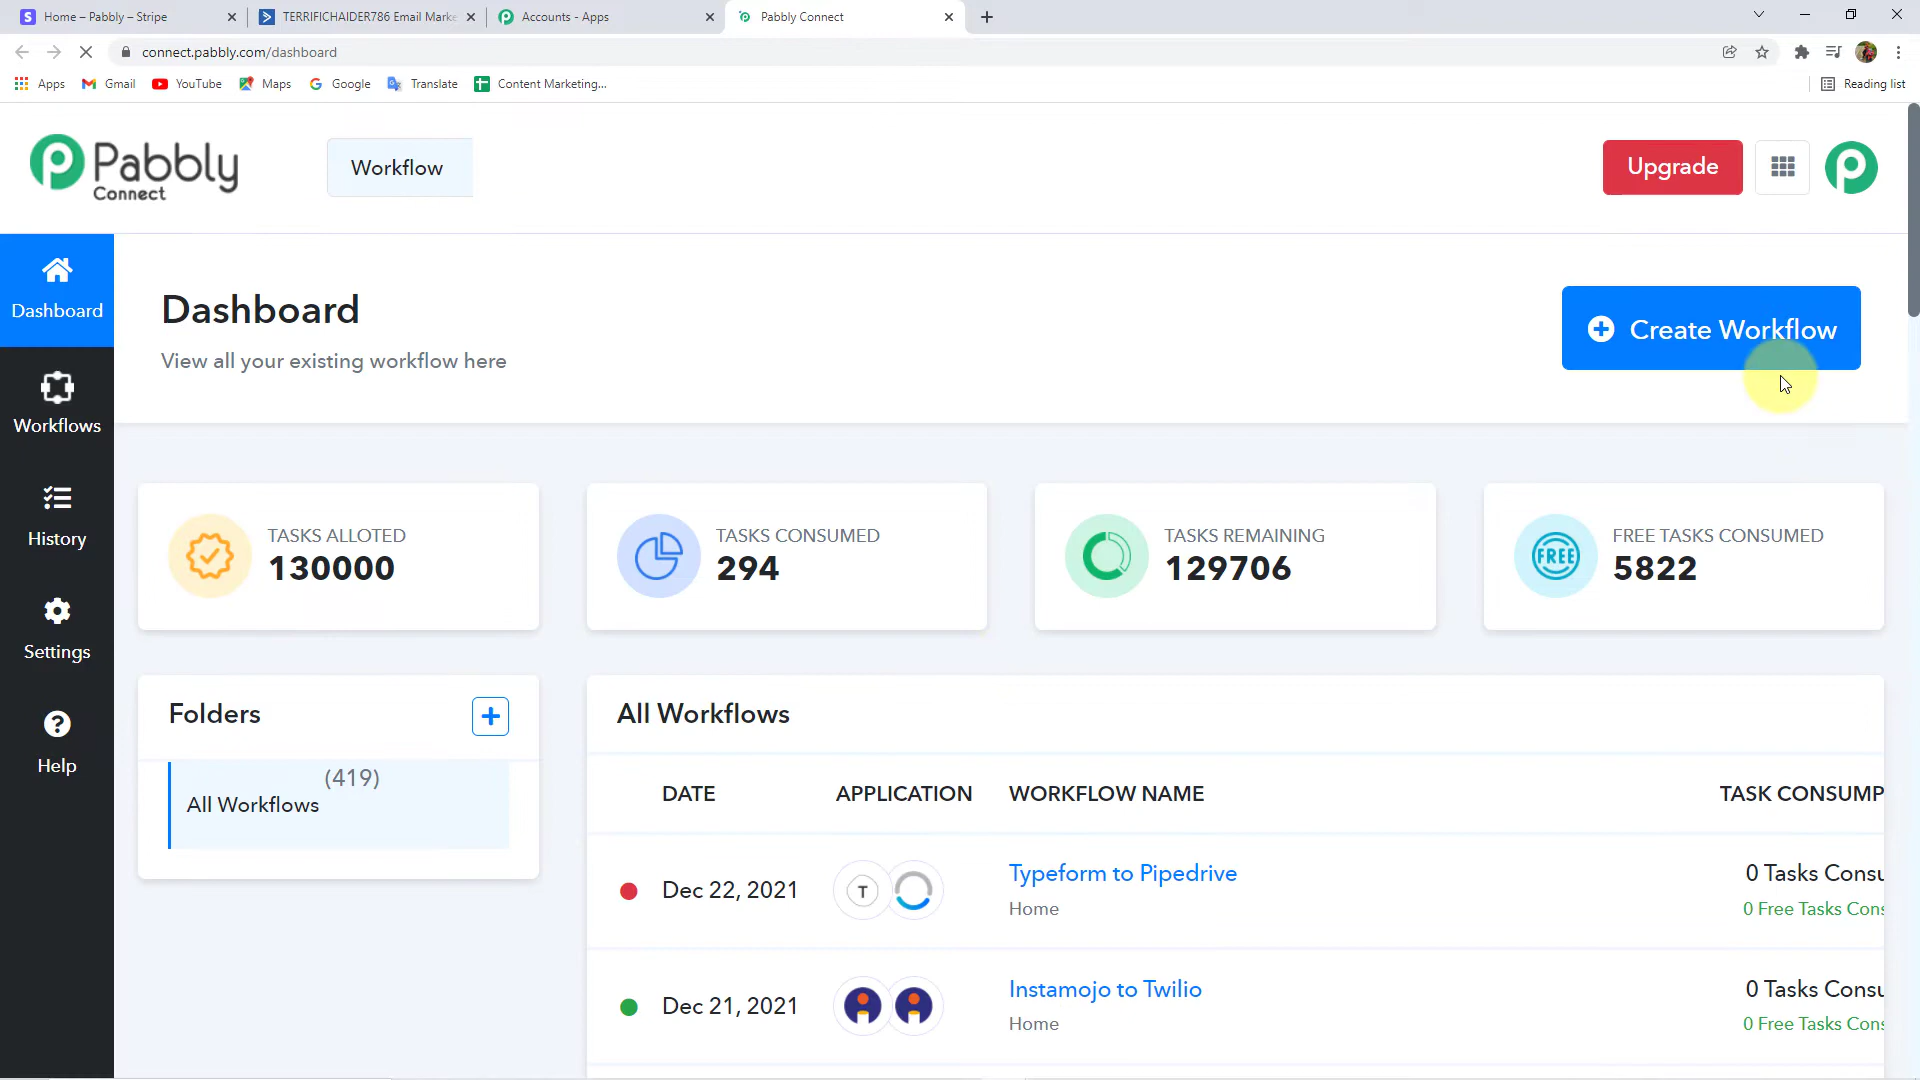 Home – Pabbly – Stripe
TERRIFICHAIDER786 Email Marke
Accounts - Apps
Pabbly Connect
connect.pabbly.com/dashboard
Apps
Gmail
YouTube
Maps
Google
Translate
Content Marketing...
Reading list
Pabbly
Connect
Workflow
Upgrade
Dashboard
Workflows
History
Settings
Help
Dashboard
View all your existing workflow here
Create Workflow
TASKS ALLOTED
130000
TASKS CONSUMED
294
TASKS REMAINING
129706
FREE
FREE TASKS CONSUMED
5822
Folders
(419)
All Workflows
All Workflows
DATE
APPLICATION
WORKFLOW NAME
TASK CONSUMP
Dec 22, 2021
T
Typeform to Pipedrive
Home
0 Tasks Consu
0 Free Tasks Cons
Dec 21, 2021
Instamojo to Twilio
Home
0 Tasks Consu
0 Free Tasks Cons